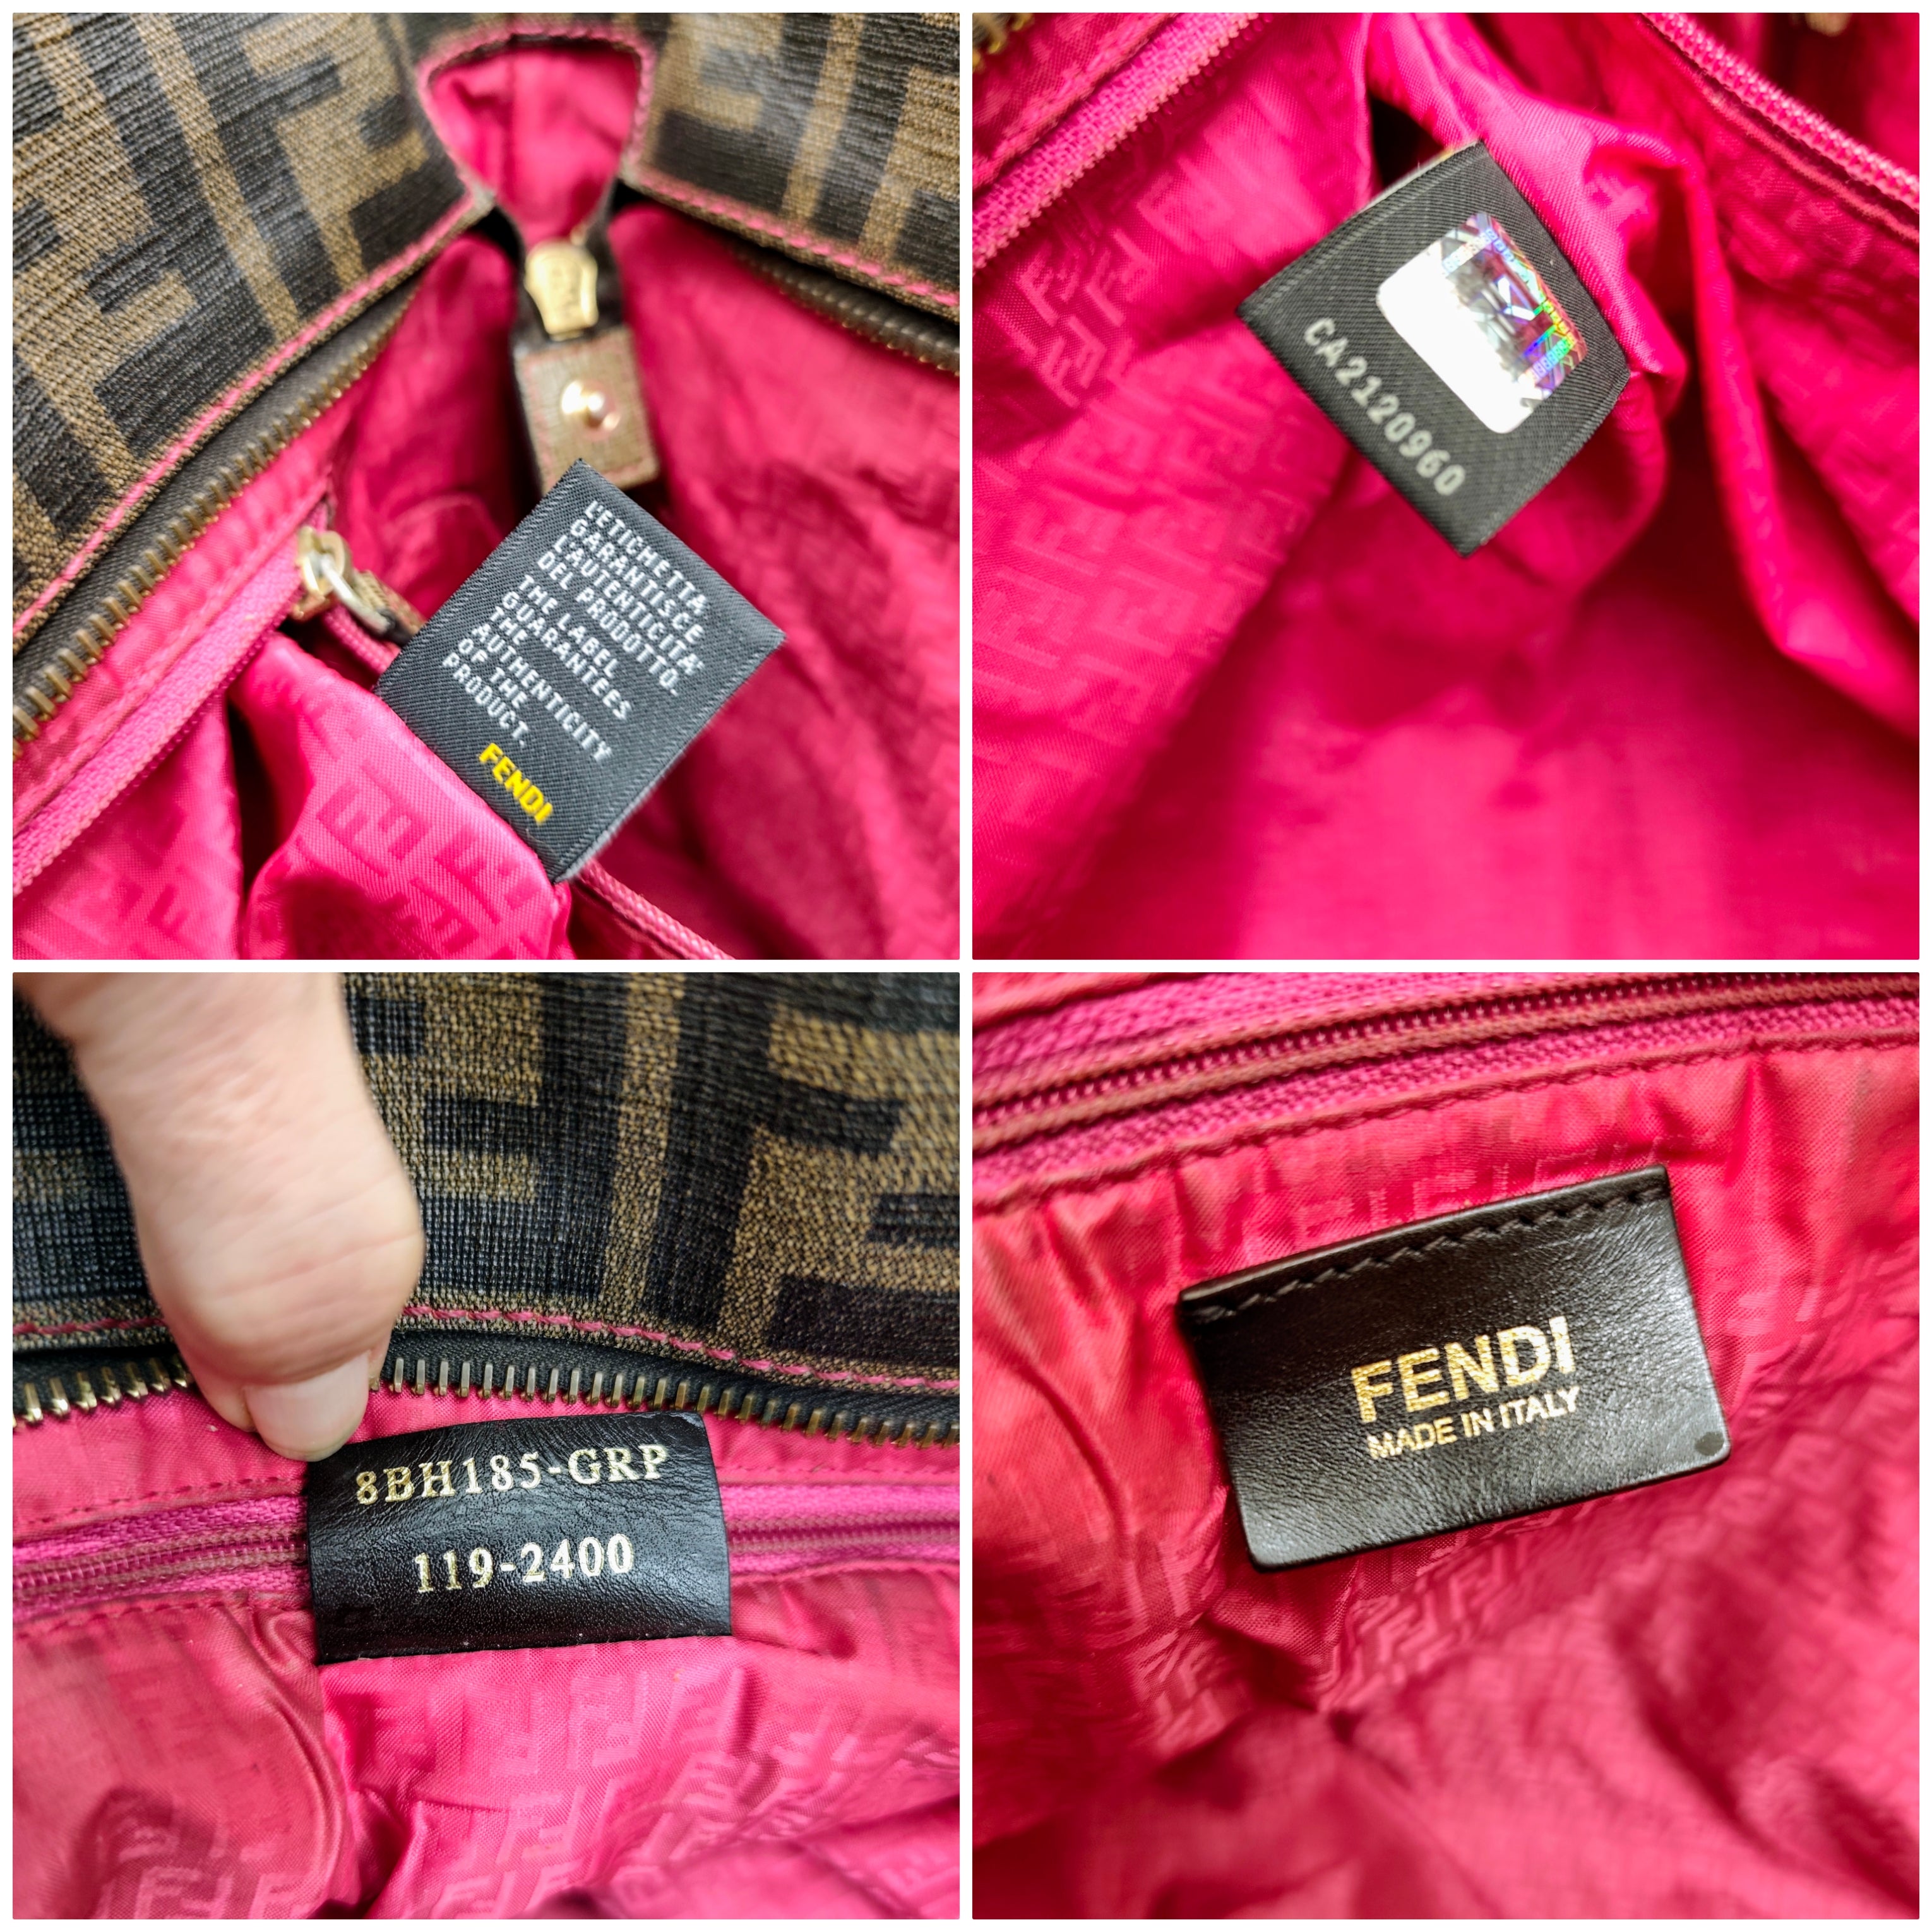 L'ETICHETTA
GARANTISCE
L'AUTENTICITA'
DEL PRODOTTO.
THE LABEL
GUARANTEES
THE
AUTHENTICITY
OF THE
PRODUCT.
FENDI
CA2120960
8BH185-GRP
119-2400
FENDI
MADE IN ITALY